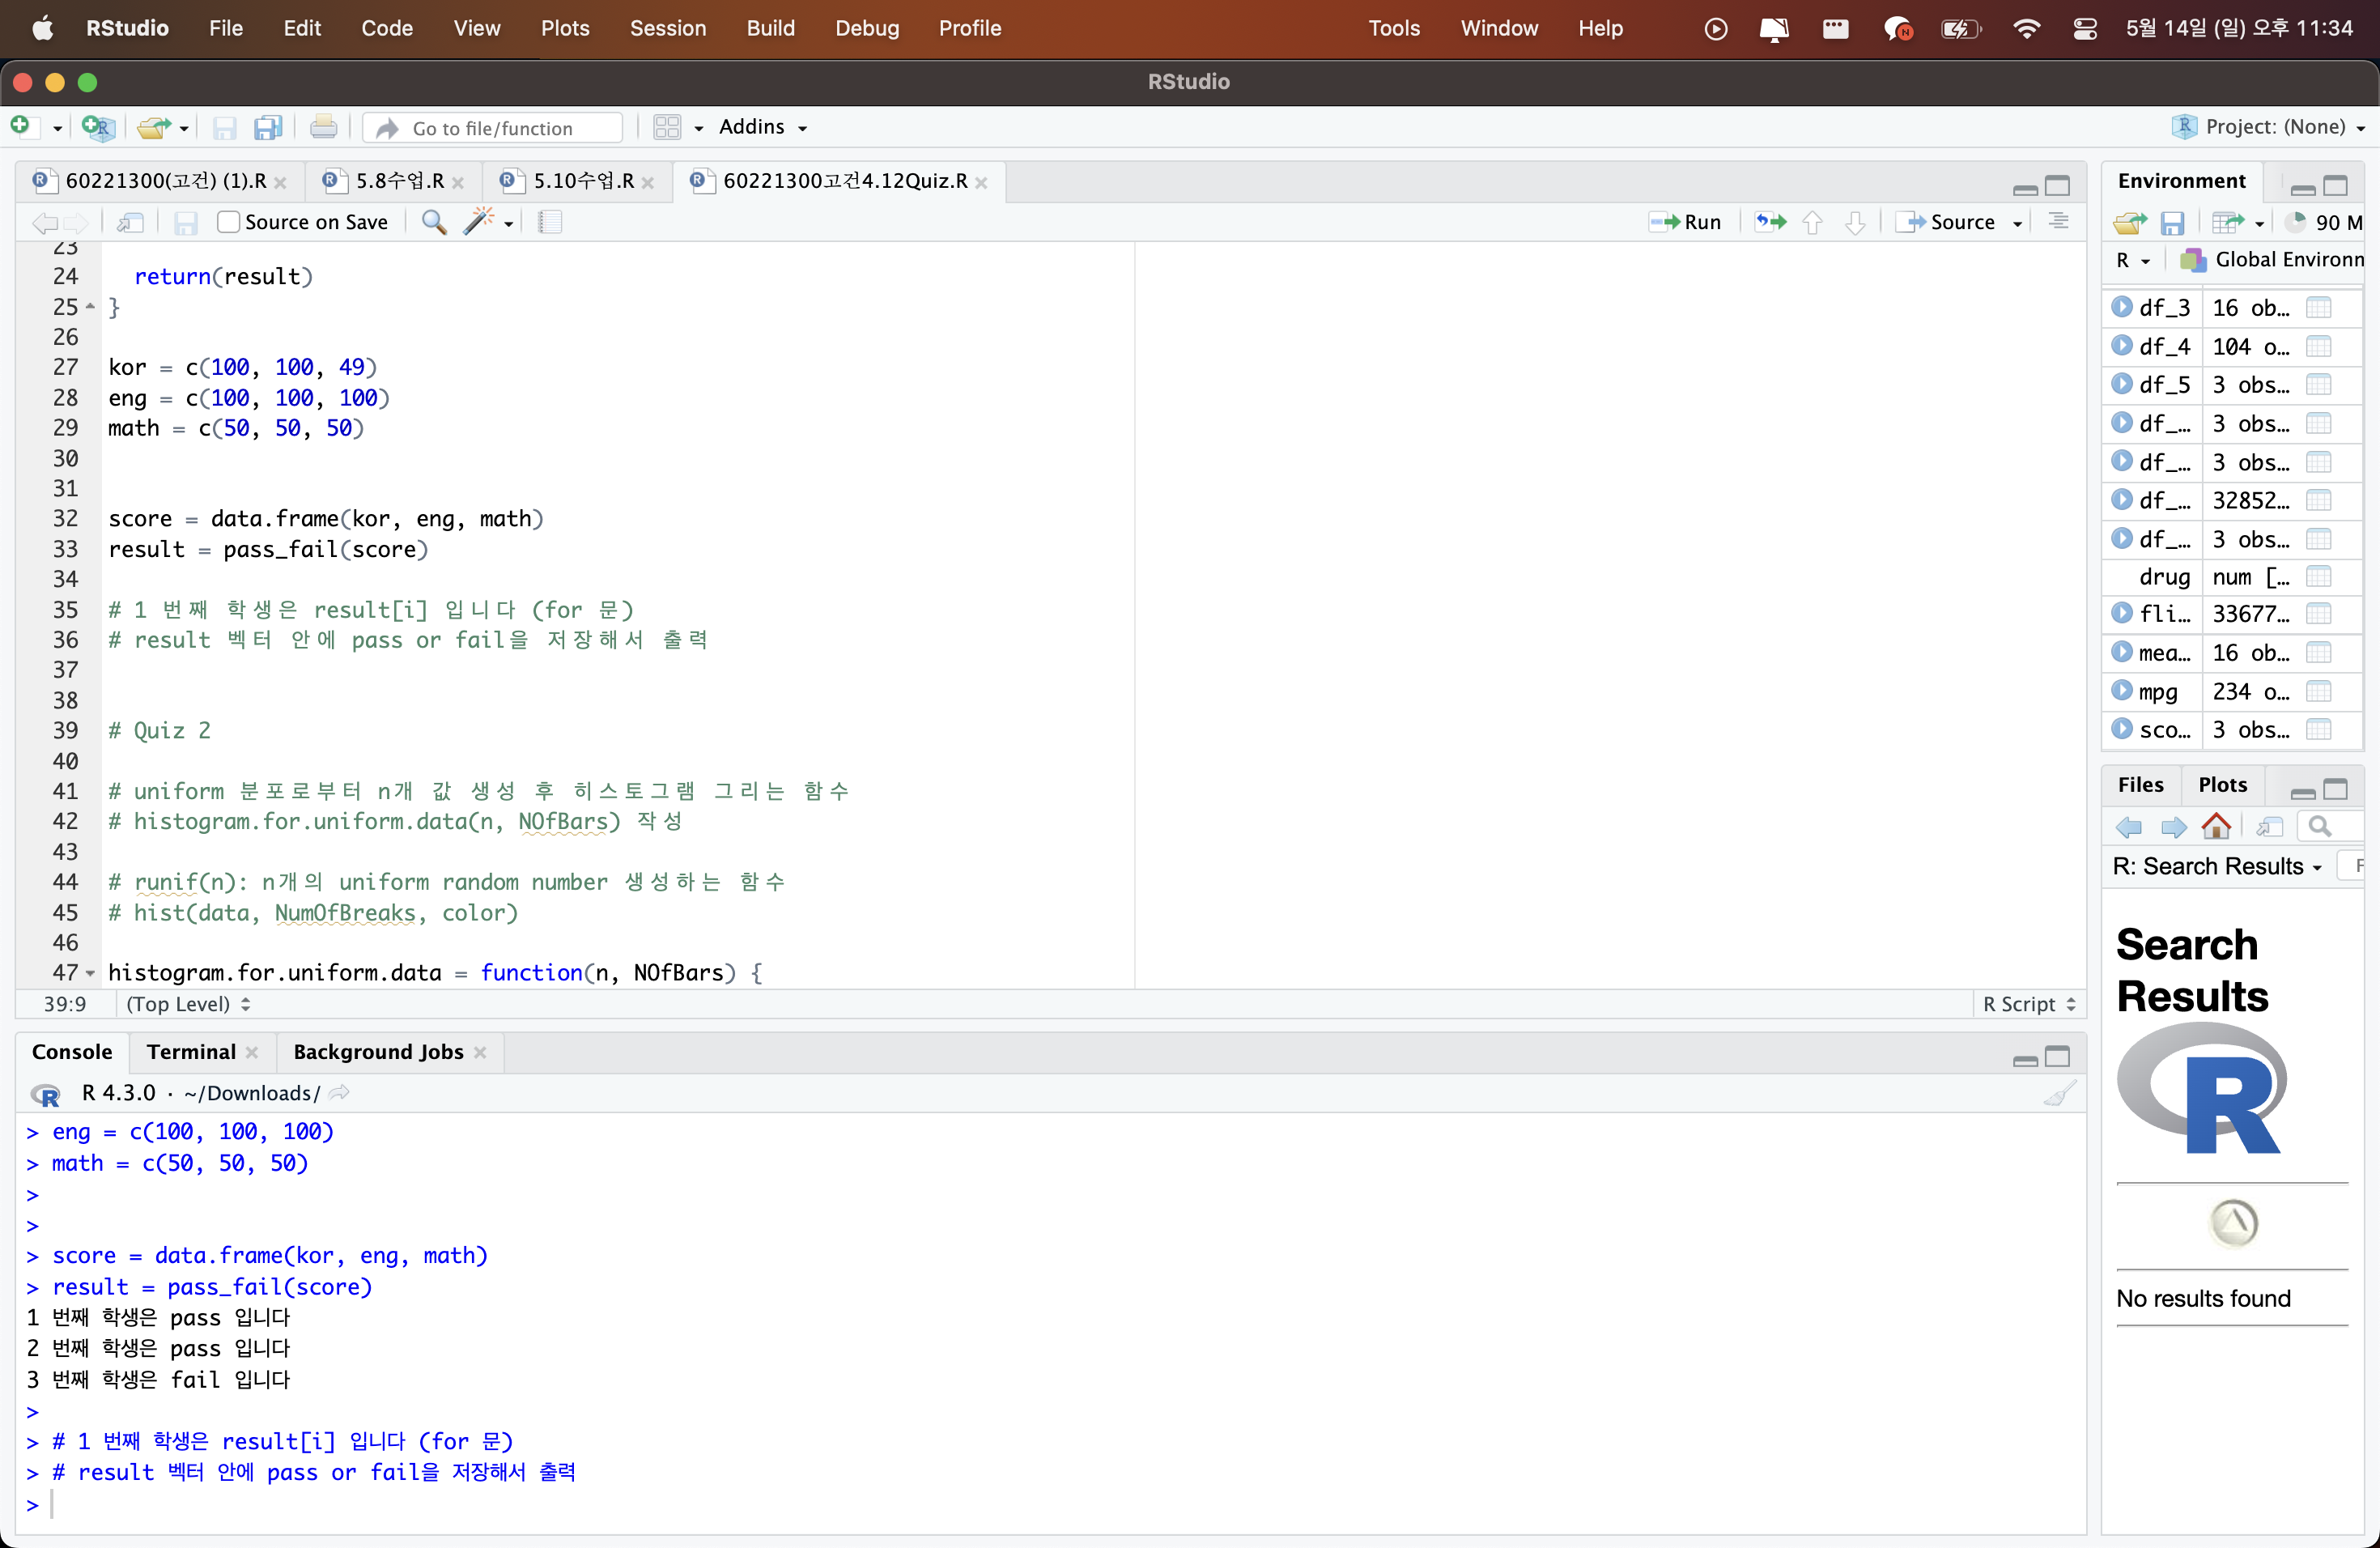 RStudio File Edit Code View Plots Session Build Debug Profile Tools Window Help 5월 14일 (일) 오후 11:34
RStudio
Go to file/function Addins Project: (None)
60221300(고건) (1).R 5.8수업.R 5.10수업.R 60221300고건4.12Quiz.R
Source on Save Run Source
23
24 return(result)
25 }
26
27 kor = c(100, 100, 49)
28 eng = c(100, 100, 100)
29 math = c(50, 50, 50)
30
31
32 score = data.frame(kor, eng, math)
33 result = pass_fail(score)
34
35 # 1 번째 학생은 result[i] 입니다 (for 문)
36 # result 벡터 안에 pass or fail을 저장해서 출력
37
38
39 # Quiz 2
40
41 # uniform 분포로부터 n개 값 생성 후 히스토그램 그리는 함수
42 # histogram.for.uniform.data(n, NOfBars) 작성
43
44 # runif(n): n개의 uniform random number 생성하는 함수
45 # hist(data, NumOfBreaks, color)
46
47 histogram.for.uniform.data = function(n, NOfBars) {
39:9 (Top Level) R Script
Console Terminal Background Jobs
R 4.3.0 · ~/Downloads/
> eng = c(100, 100, 100)
> math = c(50, 50, 50)
>
>
> score = data.frame(kor, eng, math)
> result = pass_fail(score)
1 번째 학생은 pass 입니다
2 번째 학생은 pass 입니다
3 번째 학생은 fail 입니다
>
> # 1 번째 학생은 result[i] 입니다 (for 문)
> # result 벡터 안에 pass or fail을 저장해서 출력
>
Environment
90 M
R Global Environn
df_3 16 ob…
df_4 104 o…
df_5 3 obs…
df_… 3 obs…
df_… 3 obs…
df_… 32852…
df_… 3 obs…
drug num [… 
fli… 33677…
mea… 16 ob…
mpg 234 o…
sco… 3 obs…
Files Plots
R: Search Results
Search
Results
R
No results found